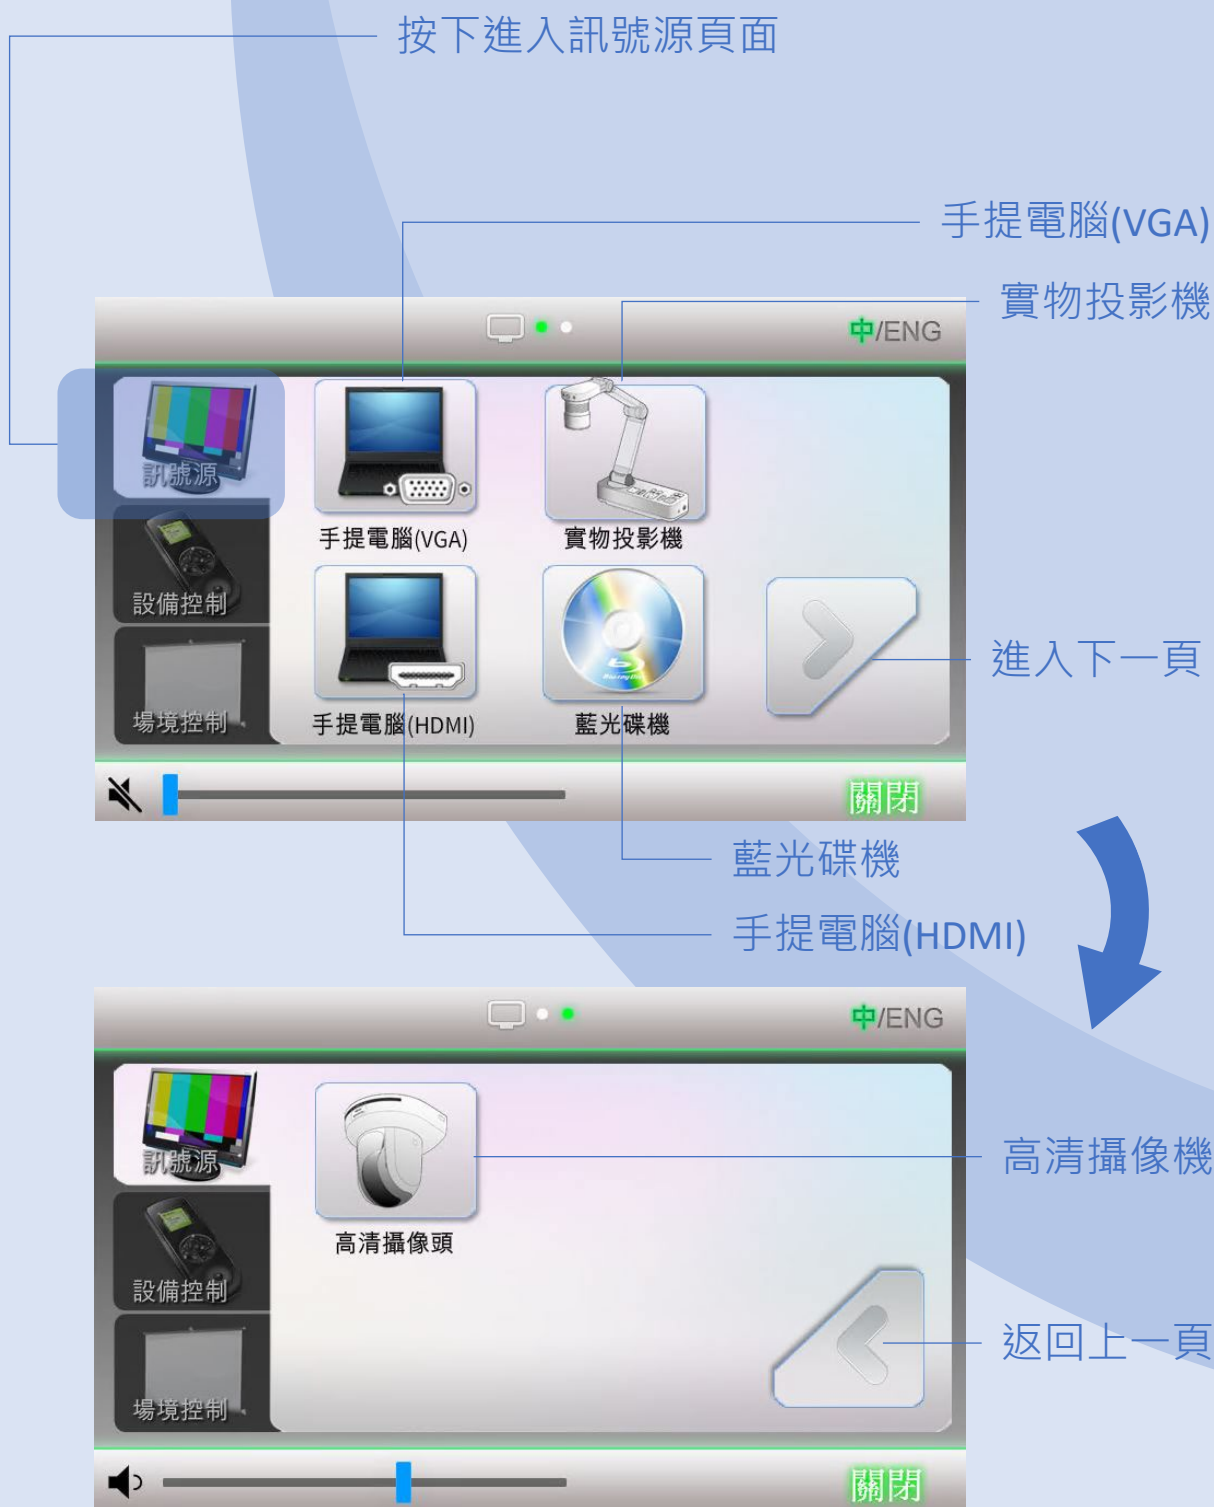 按下進入訊號源頁面
手提電腦(VGA)
實物投影機
中/ENG
訊號源
手提電腦(VGA)
實物投影機
設備控制
進入下一頁
場境控制
手提電腦(HDMI)
藍光碟機
關閉
藍光碟機
手提電腦(HDMI)
中/ENG
訊號源
高清攝像機
高清攝像頭
設備控制
返回上一頁
場境控制
關閉